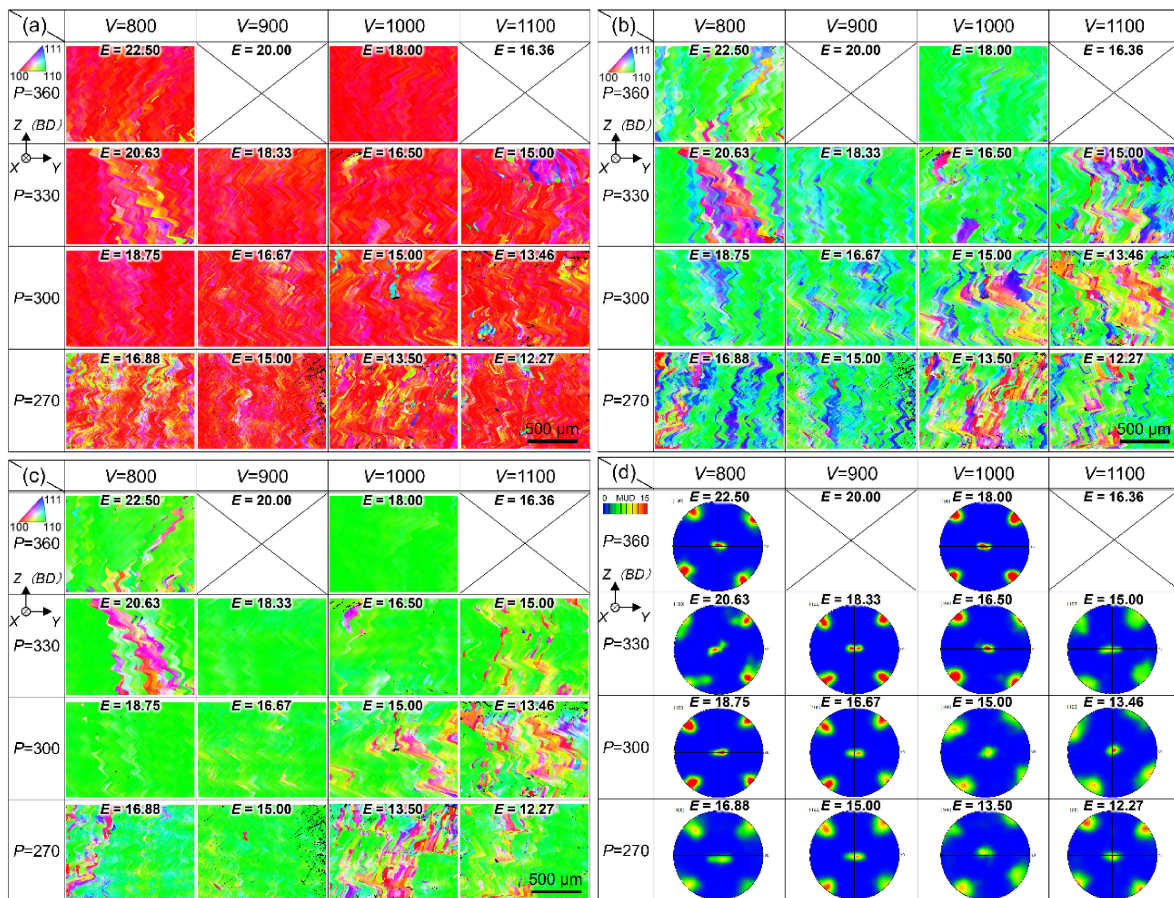 (a) V=800 V=900 V=1000 V=1100
111
100 110
P=360
E = 22.50 E = 20.00 E = 18.00 E = 16.36
Z (BD)
X Y
P=330
E = 20.63 E = 18.33 E = 16.50 E = 15.00
P=300
E = 18.75 E = 16.67 E = 15.00 E = 13.46
P=270
E = 16.88 E = 15.00 E = 13.50 E = 12.27
500 μm
(b) V=800 V=900 V=1000 V=1100
111
100 110
P=360
E = 22.50 E = 20.00 E = 18.00 E = 16.36
Z (BD)
X Y
P=330
E = 20.63 E = 18.33 E = 16.50 E = 15.00
P=300
E = 18.75 E = 16.67 E = 15.00 E = 13.46
P=270
E = 16.88 E = 15.00 E = 13.50 E = 12.27
500 μm
(c) V=800 V=900 V=1000 V=1100
111
100 110
P=360
E = 22.50 E = 20.00 E = 18.00 E = 16.36
Z (BD)
X Y
P=330
E = 20.63 E = 18.33 E = 16.50 E = 15.00
P=300
E = 18.75 E = 16.67 E = 15.00 E = 13.46
P=270
E = 16.88 E = 15.00 E = 13.50 E = 12.27
500 μm
(d) V=800 V=900 V=1000 V=1100
0 MUD 15
P=360
E = 22.50 E = 20.00 E = 18.00 E = 16.36
Z (BD)
X Y
P=330
E = 20.63 E = 18.33 E = 16.50 E = 15.00
P=300
E = 18.75 E = 16.67 E = 15.00 E = 13.46
P=270
E = 16.88 E = 15.00 E = 13.50 E = 12.27